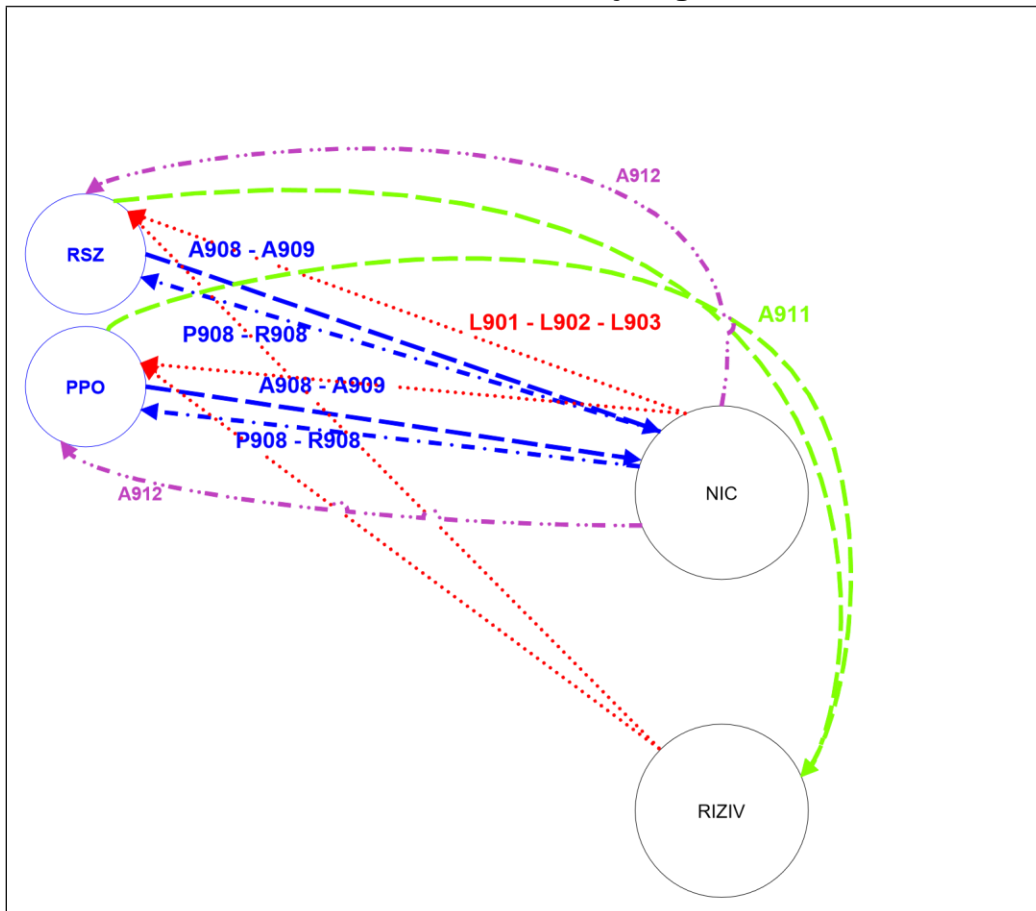 A912
RSZ
A908 - A909
A911
L901 - L902 - L903
P908 - R908
PPO
A908 - A909
P908 - R908
A912
NIC
RIZIV